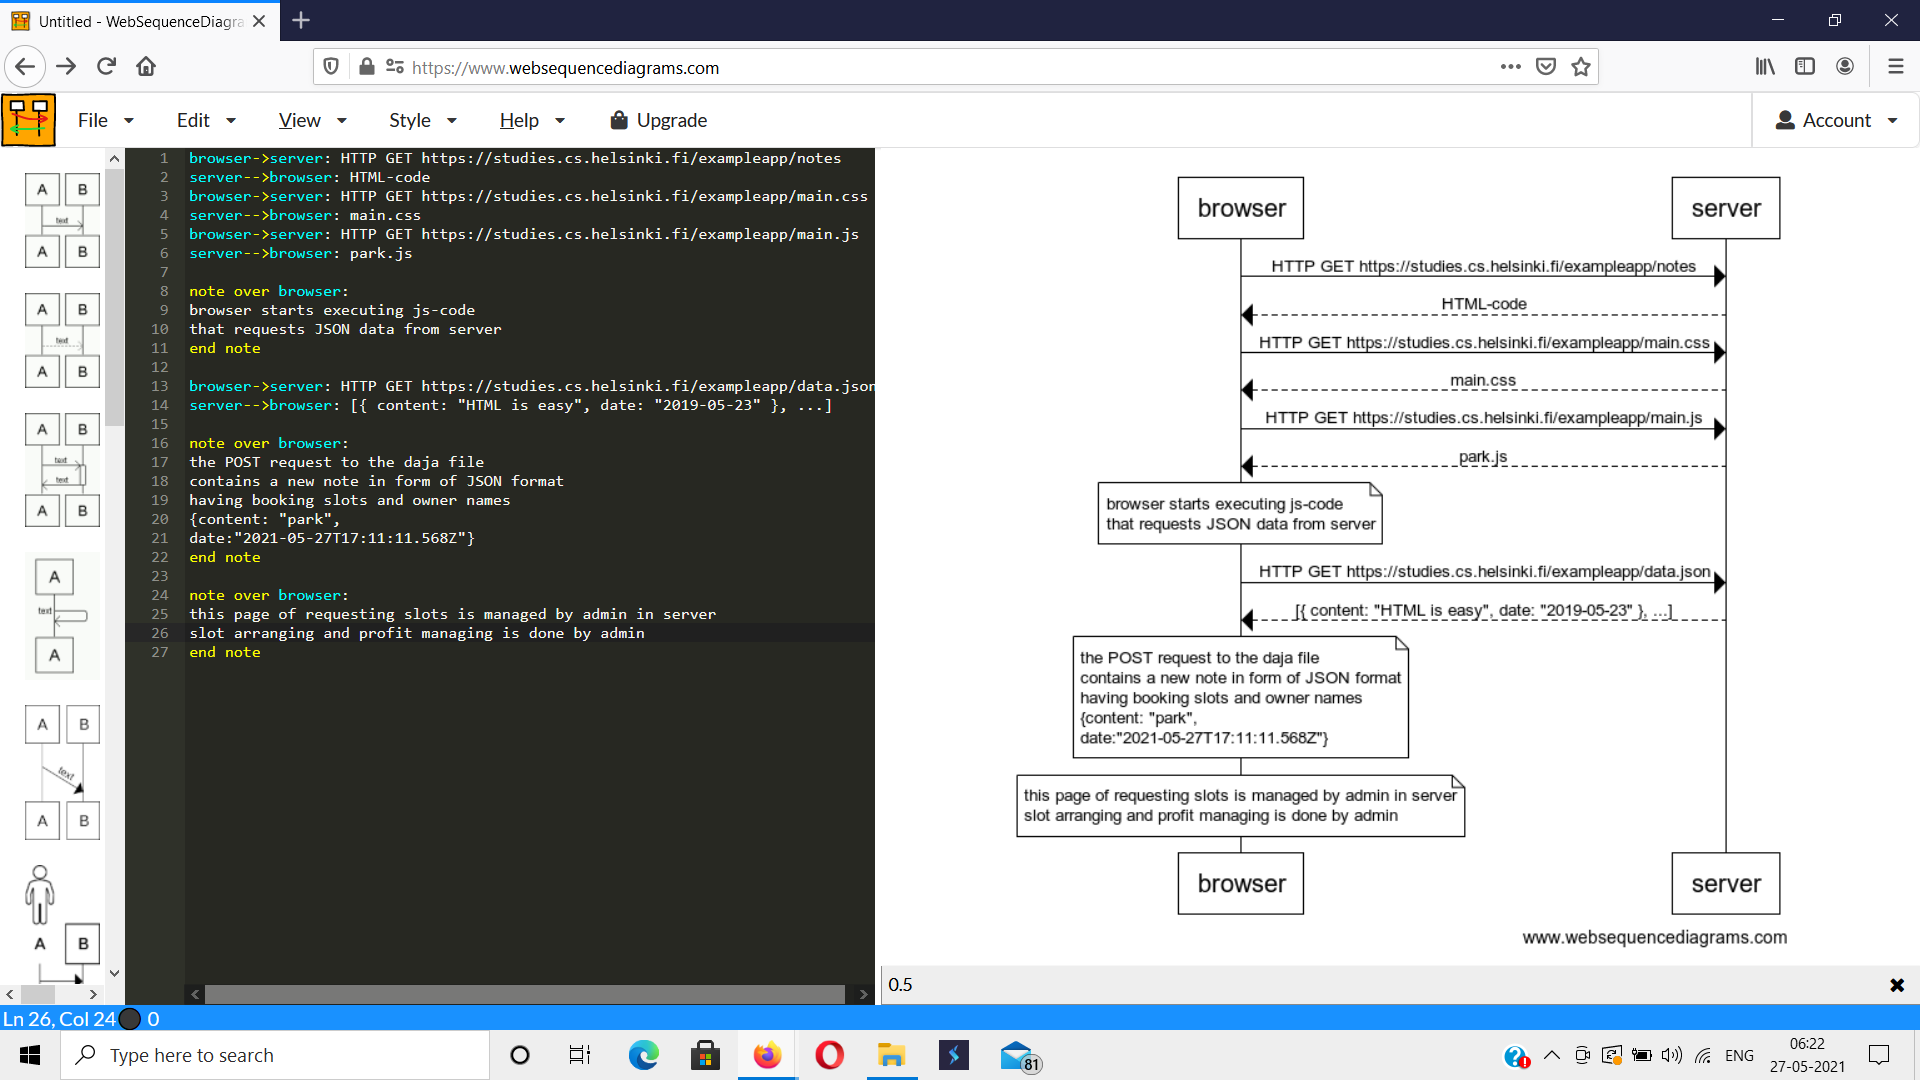 Untitled - WebSequenceDiagra
https://www.websequencediagrams.com
File Edit View Style Help Upgrade Account
A B
text
A B
A B
text
A B
A B
text
text
A B
A
text
A
A B
text
A B
A B
1 browser->server: HTTP GET https://studies.cs.helsinki.fi/exampleapp/notes
2 server-->browser: HTML-code
3 browser->server: HTTP GET https://studies.cs.helsinki.fi/exampleapp/main.css
4 server-->browser: main.css
5 browser->server: HTTP GET https://studies.cs.helsinki.fi/exampleapp/main.js
6 server-->browser: park.js
7
8 note over browser:
9 browser starts executing js-code
10 that requests JSON data from server
11 end note
12
13 browser->server: HTTP GET https://studies.cs.helsinki.fi/exampleapp/data.json
14 server-->browser: [{ content: "HTML is easy", date: "2019-05-23" }, ...]
15
16 note over browser:
17 the POST request to the daja file
18 contains a new note in form of JSON format
19 having booking slots and owner names
20 {content: "park",
21 date:"2021-05-27T17:11:11.568Z"}
22 end note
23
24 note over browser:
25 this page of requesting slots is managed by admin in server
26 slot arranging and profit managing is done by admin
27 end note
browser server
HTTP GET https://studies.cs.helsinki.fi/exampleapp/notes
HTML-code
HTTP GET https://studies.cs.helsinki.fi/exampleapp/main.css
main.css
HTTP GET https://studies.cs.helsinki.fi/exampleapp/main.js
park.js
browser starts executing js-code
that requests JSON data from server
HTTP GET https://studies.cs.helsinki.fi/exampleapp/data.json
[{ content: "HTML is easy", date: "2019-05-23" }, ...]
the POST request to the daja file
contains a new note in form of JSON format
having booking slots and owner names
{content: "park",
date:"2021-05-27T17:11:11.568Z"}
this page of requesting slots is managed by admin in server
slot arranging and profit managing is done by admin
browser server
www.websequencediagrams.com
0.5
Ln 26, Col 24 0
Type here to search
81
ENG
06:22
27-05-2021